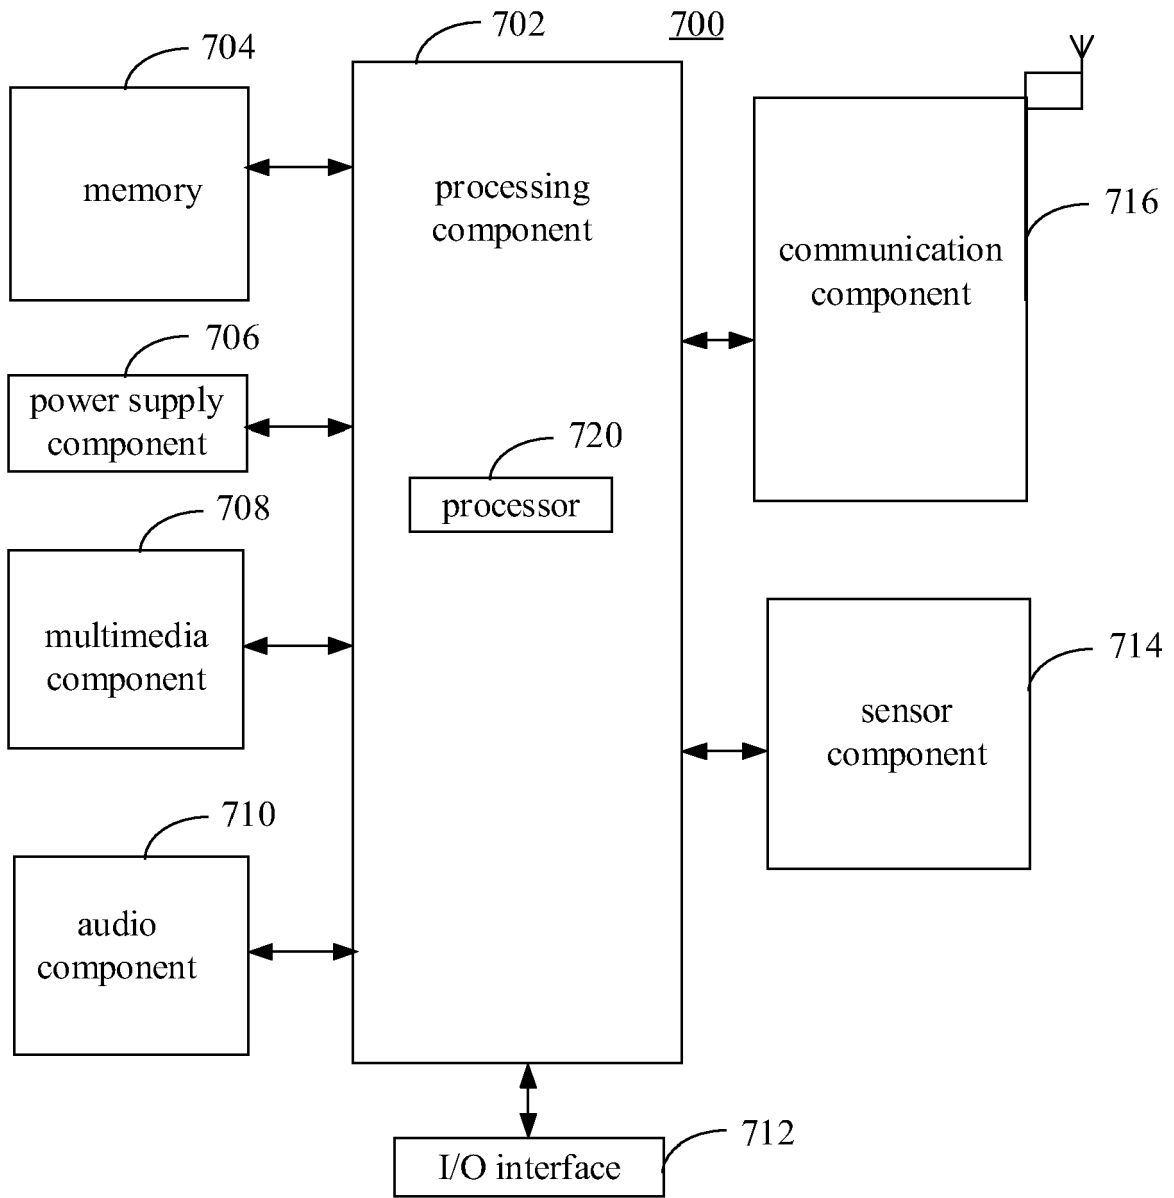 702
700
704
memory
processing
component
716
communication
component
706
power supply
component
720
processor
708
multimedia
component
714
sensor
component
710
audio
component
712
I/O interface